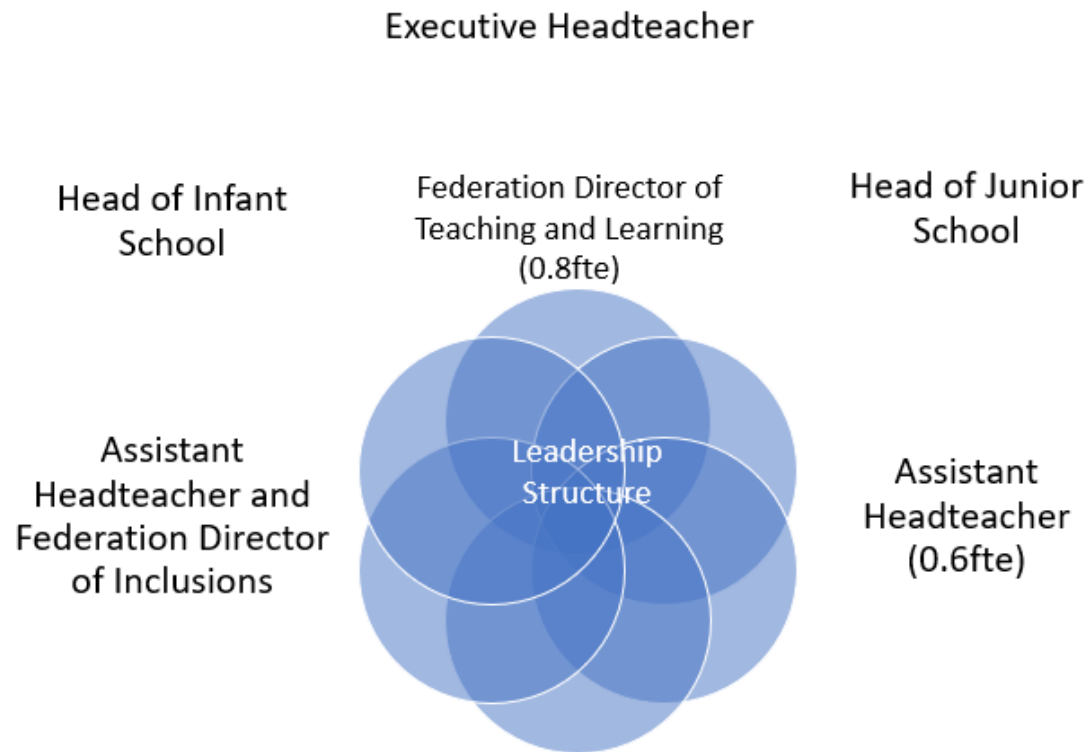 Executive Headteacher
Head of Infant
School
Federation Director of
Teaching and Learning
(0.8fte)
Head of Junior
School
Leadership
Structure
Assistant
Headteacher and
Federation Director
of Inclusions
Assistant
Headteacher
(0.6fte)